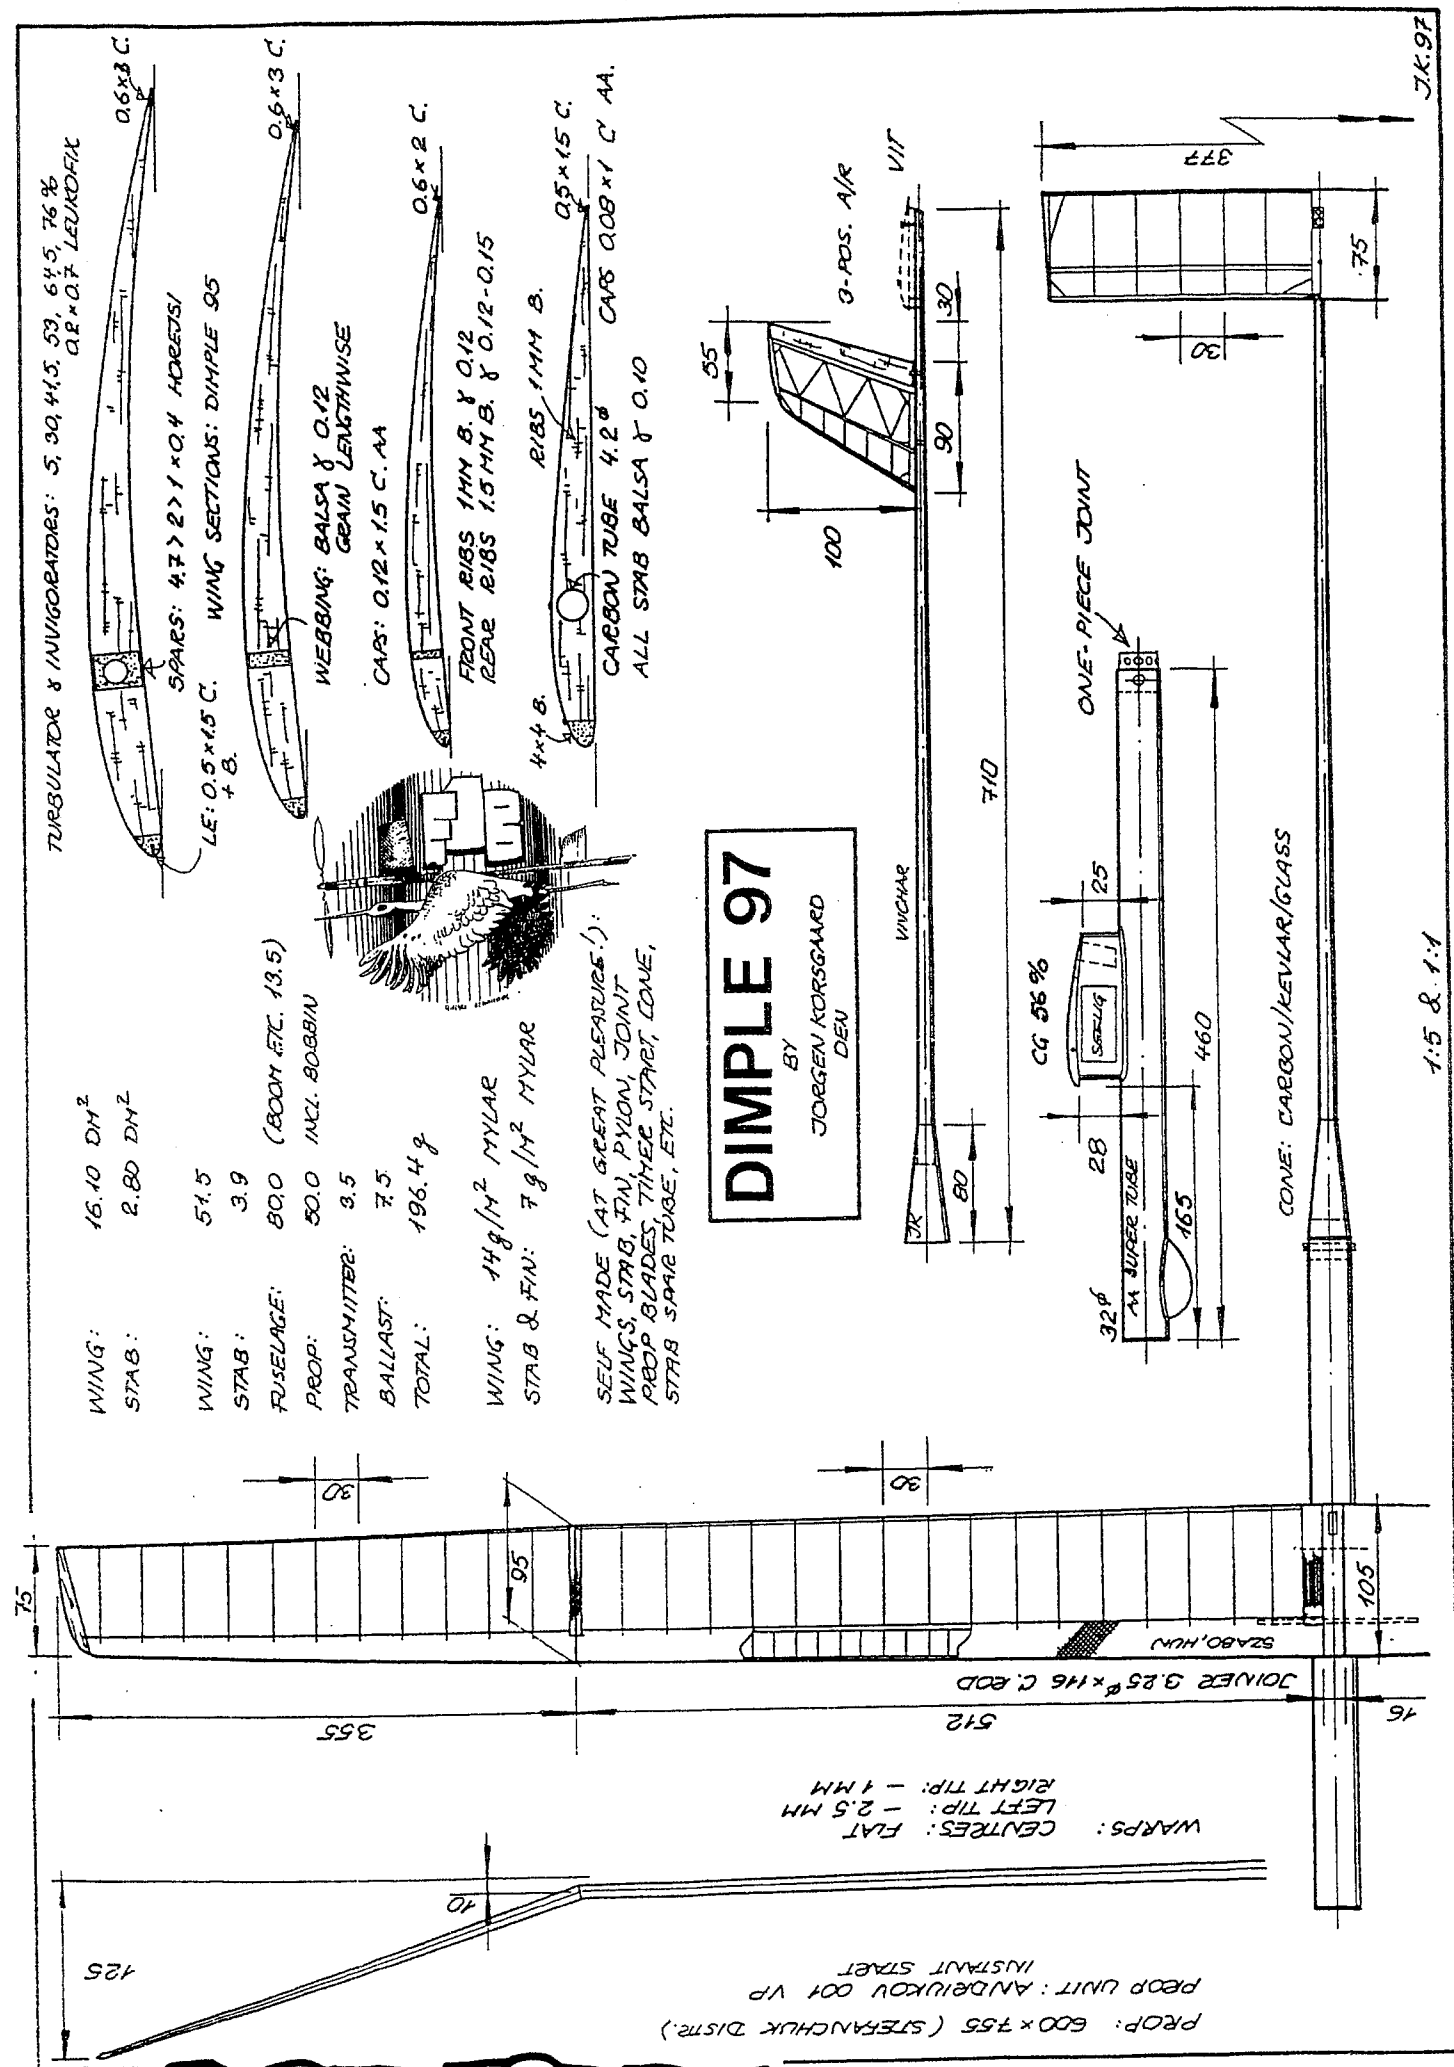 TURBULATOR & INVIGORATORS: 5, 30, 41.5, 53, 64.5, 76 %
0.2 × 0.7 LEUKOFIX
0.6×3 C.
SPARS: 4.7 > 2 > 1 × 0.4 HOREJSI
LE: 0.5 × 1.5 C.
+ B.
WING SECTIONS: DIMPLE 95
0.6×3 C.
WEBBING: BALSA γ 0.12
GRAIN LENGTHWISE
CAPS: 0.12 × 1.5 C. AA
0.6 × 2 C.
FRONT RIBS 1MM B. γ 0.12
REAR RIBS 1.5 MM B. γ 0.12-0.15
4×4 B.
RIBS 1MM B.
0.5×1.5 C.
CARBON TUBE 4.2 ø
CAPS 0.08 × 1 C AA.
ALL STAB BALSA γ 0.10
WING: 16.10 DM²
STAB: 2.80 DM²
WING: 51.5
STAB: 3.9
FUSELAGE: 80.0 (BOOM ETC. 13.5)
PROP: 50.0 INCL. BOBBIN
TRANSMITTER: 3.5
BALLAST: 7.5
TOTAL: 196.4 g
WING: 14g/M² MYLAR
STAB & FIN: 7 g/M² MYLAR
SELF MADE (AT GREAT PLEASURE!):
WINGS, STAB, FIN, PYLON, JOINT
PROP BLADES, TIMER START, CONE,
STAB SPAR TUBE, ETC.
DIMPLE 97
BY
JORGEN KORSGAARD
DEN
55
100
3-POS. A/R
VIT
90
30
VIVCHAR
JR
80
710
ONE-PIECE JOINT
CG 56 %
SEELIG
25
28
32ø
AA SUPER TUBE
165
460
377
30
75
CONE: CARBON/KEVLAR/GLASS
1:5 & 1:1
J.K. 97
75
30
95
30
105
SZABO, HUN
JOINER 3.25 ø × 116 C. ROD
355
512
16
WARPS: CENTRES: FLAT
LEFT TIP: - 2.5 MM
RIGHT TIP: - 1 MM
125
10
PROP: 600 × 755 (STEFANCHUK DISTR.)
PROP UNIT: ANDRIUKOV 001 VP
INSTANT START